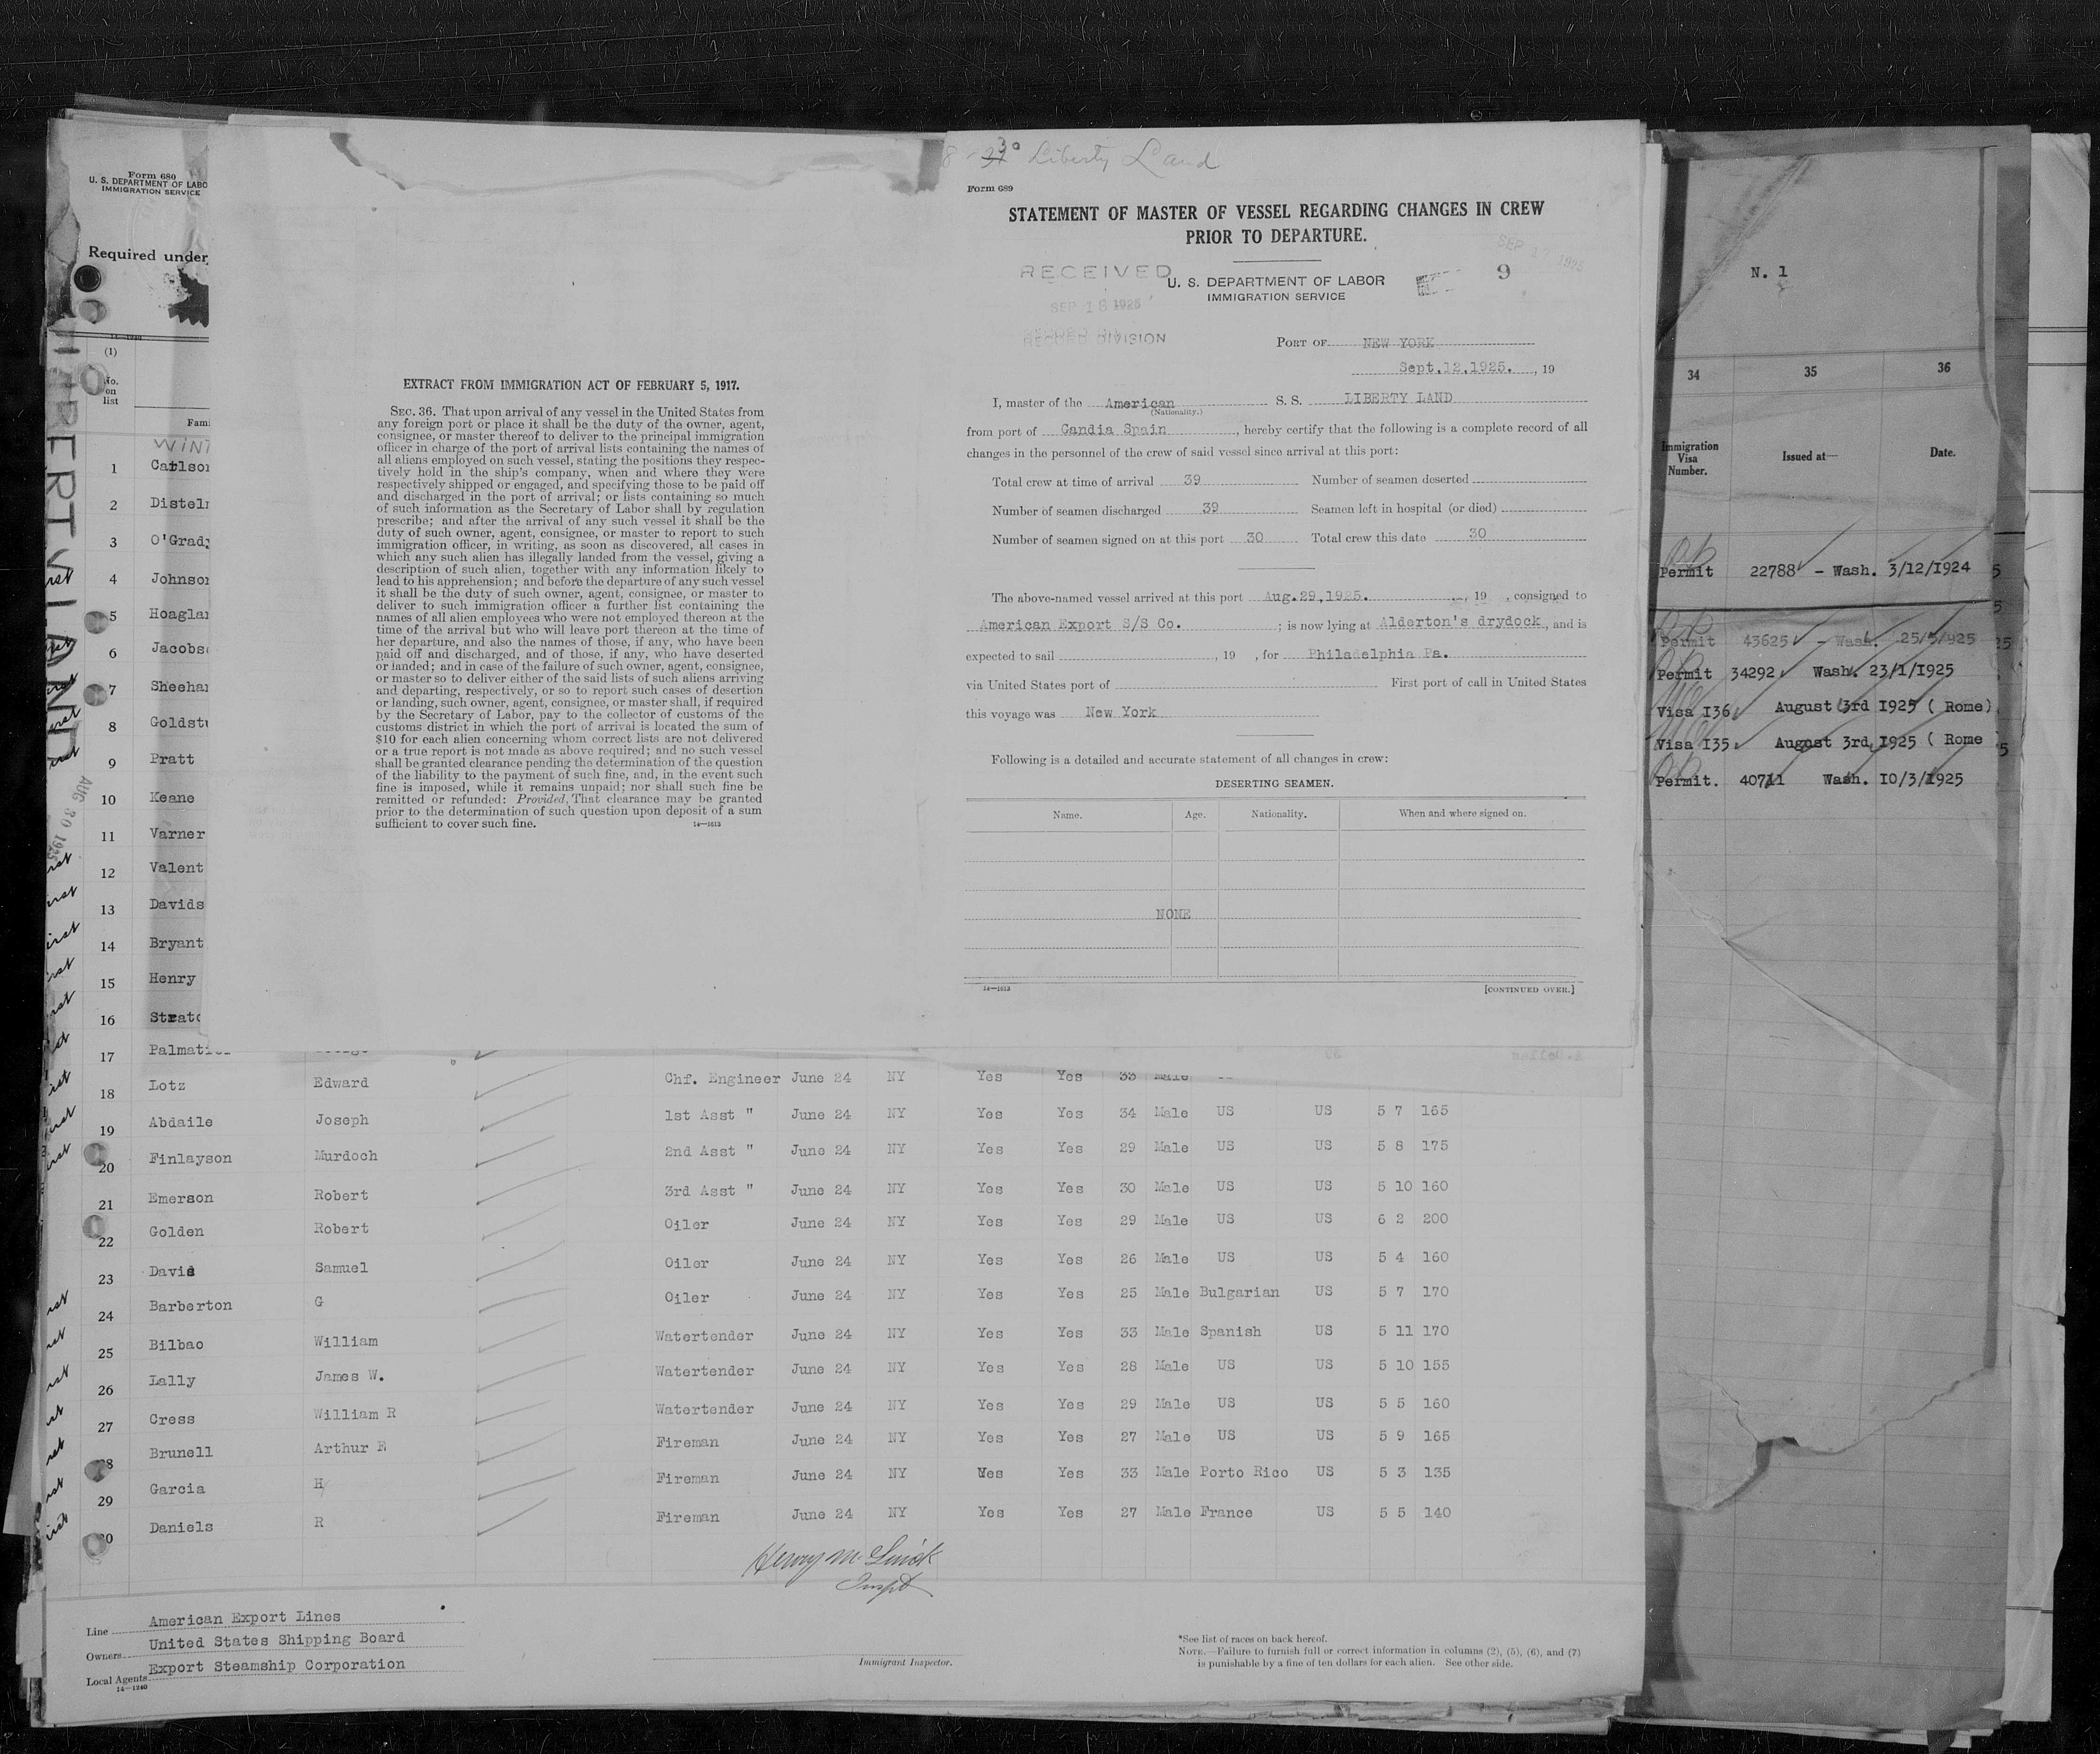 30 Liberty Land
Form 689
STATEMENT OF MASTER OF VESSEL REGARDING CHANGES IN CREW
PRIOR TO DEPARTURE.
RECEIVED
SEP 18 1925
RECORD DIVISION
SEP 17 1925
9
U. S. DEPARTMENT OF LABOR
IMMIGRATION SERVICE
PORT OF NEW YORK
Sept.12,1925. , 19
I, master of the American S. S. LIBERTY LAND
(Nationality.)
from port of Gandia Spain , hereby certify that the following is a complete record of all
changes in the personnel of the crew of said vessel since arrival at this port:
Total crew at time of arrival 39 Number of seamen deserted
Number of seamen discharged 39 Seamen left in hospital (or died)
Number of seamen signed on at this port 30 Total crew this date 30
The above-named vessel arrived at this port Aug.29,1925. , 19 , consigned to
American Export S/S Co. ; is now lying at Alderton's drydock , and is
expected to sail , 19 , for Philadelphia Pa.
via United States port of First port of call in United States
this voyage was New York
Following is a detailed and accurate statement of all changes in crew:
DESERTING SEAMEN.
Name. Age. Nationality. When and where signed on.
NONE
14—1613 [CONTINUED OVER.]
EXTRACT FROM IMMIGRATION ACT OF FEBRUARY 5, 1917.
SEC. 36. That upon arrival of any vessel in the United States from
any foreign port or place it shall be the duty of the owner, agent,
consignee, or master thereof to deliver to the principal immigration
officer in charge of the port of arrival lists containing the names of
all aliens employed on such vessel, stating the positions they respec-
tively hold in the ship's company, when and where they were
respectively shipped or engaged, and specifying those to be paid off
and discharged in the port of arrival; or lists containing so much
of such information as the Secretary of Labor shall by regulation
prescribe; and after the arrival of any such vessel it shall be the
duty of such owner, agent, consignee, or master to report to such
immigration officer, in writing, as soon as discovered, all cases in
which any such alien has illegally landed from the vessel, giving a
description of such alien, together with any information likely to
lead to his apprehension; and before the departure of any such vessel
it shall be the duty of such owner, agent, consignee, or master to
deliver to such immigration officer a further list containing the
names of all alien employees who were not employed thereon at the
time of the arrival but who will leave port thereon at the time of
her departure, and also the names of those, if any, who have been
paid off and discharged, and of those, if any, who have deserted
or landed; and in case of the failure of such owner, agent, consignee,
or master so to deliver either of the said lists of such aliens arriving
and departing, respectively, or so to report such cases of desertion
or landing, such owner, agent, consignee, or master shall, if required
by the Secretary of Labor, pay to the collector of customs of the
customs district in which the port of arrival is located the sum of
$10 for each alien concerning whom correct lists are not delivered
or a true report is not made as above required; and no such vessel
shall be granted clearance pending the determination of the question
of the liability to the payment of such fine, and, in the event such
fine is imposed, while it remains unpaid; nor shall such fine be
remitted or refunded: Provided, That clearance may be granted
prior to the determination of such question upon deposit of a sum
sufficient to cover such fine.
14—1613
Form 680
U. S. DEPARTMENT OF LABO
IMMIGRATION SERVICE
Required under
14—1240
(1)
No.
on
list
Fami
1 Carlson
2 Disteln
3 O'Grady
4 Johnson
5 Hoaglan
6 Jacobse
7 Sheehan
8 Goldstu
9 Pratt
AUG 30 1925
10 Keane
11 Varner
12 Valent
13 Davids
14 Bryant
15 Henry
16 Strato
17 Palmati
18 Lotz Edward Chf. Engineer June 24 NY Yes Yes 33 Male
19 Abdaile Joseph 1st Asst " June 24 NY Yes Yes 34 Male US US 5 7 165
20 Finlayson Murdoch 2nd Asst " June 24 NY Yes Yes 29 Male US US 5 8 175
21 Emerson Robert 3rd Asst " June 24 NY Yes Yes 30 Male US US 5 10 160
22 Golden Robert Oiler June 24 NY Yes Yes 29 Male US US 6 2 200
23 David Samuel Oiler June 24 NY Yes Yes 26 Male US US 5 4 160
24 Barberton G Oiler June 24 NY Yes Yes 25 Male Bulgarian US 5 7 170
25 Bilbao William Watertender June 24 NY Yes Yes 33 Male Spanish US 5 11 170
26 Lally James W. Watertender June 24 NY Yes Yes 28 Male US US 5 10 155
27 Cress William R Watertender June 24 NY Yes Yes 29 Male US US 5 5 160
28 Brunell Arthur E Fireman June 24 NY Yes Yes 27 Male US US 5 9 165
29 Garcia H Fireman June 24 NY Yes Yes 33 Male Porto Rico US 5 3 135
30 Daniels R Fireman June 24 NY Yes Yes 27 Male France US 5 5 140
Inspt
Line American Export Lines
Owners United States Shipping Board
Local Agents Export Steamship Corporation
14—1240
Immigrant Inspector.
*See list of races on back hereof.
NOTE.—Failure to furnish full or correct information in columns (2), (5), (6), and (7)
is punishable by a fine of ten dollars for each alien. See other side.
N. 1
34 35 36
Immigration
Visa
Number.
Issued at— Date.
Permit 22788 - Wash. 3/12/1924
Permit 43625 - Wash. 25/5/925
Permit 34292 Wash. 23/1/1925
Visa I36 August 3rd 1925 ( Rome)
Visa I35 August 3rd, 1925 ( Rome
Permit. 40711 Wash. 10/3/1925